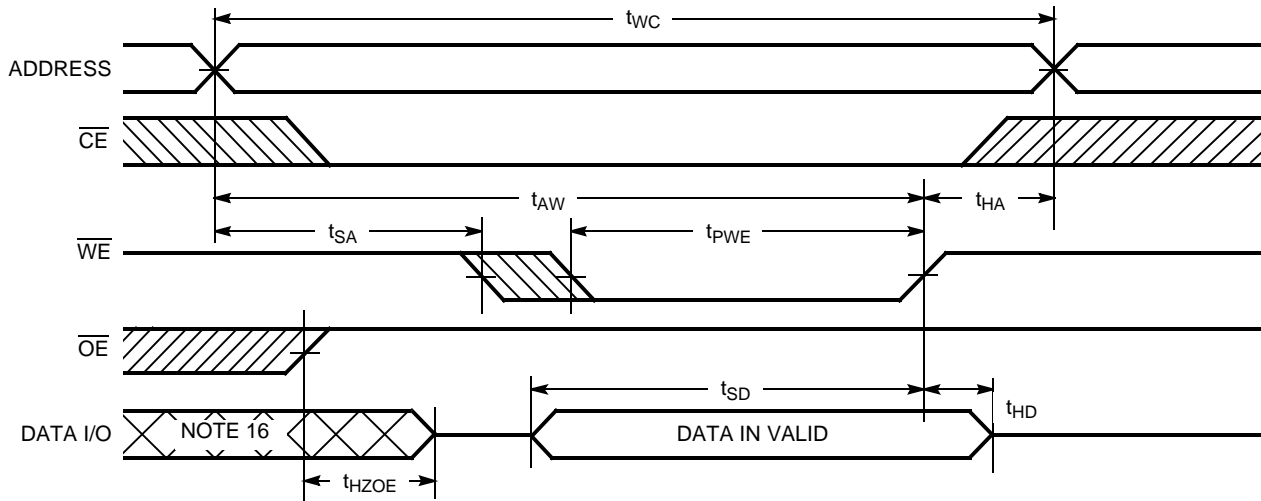 tWC
ADDRESS
CE
tAW
tHA
tSA
tPWE
WE
OE
tSD
tHD
DATA I/O
NOTE 16
DATA IN VALID
tHZOE